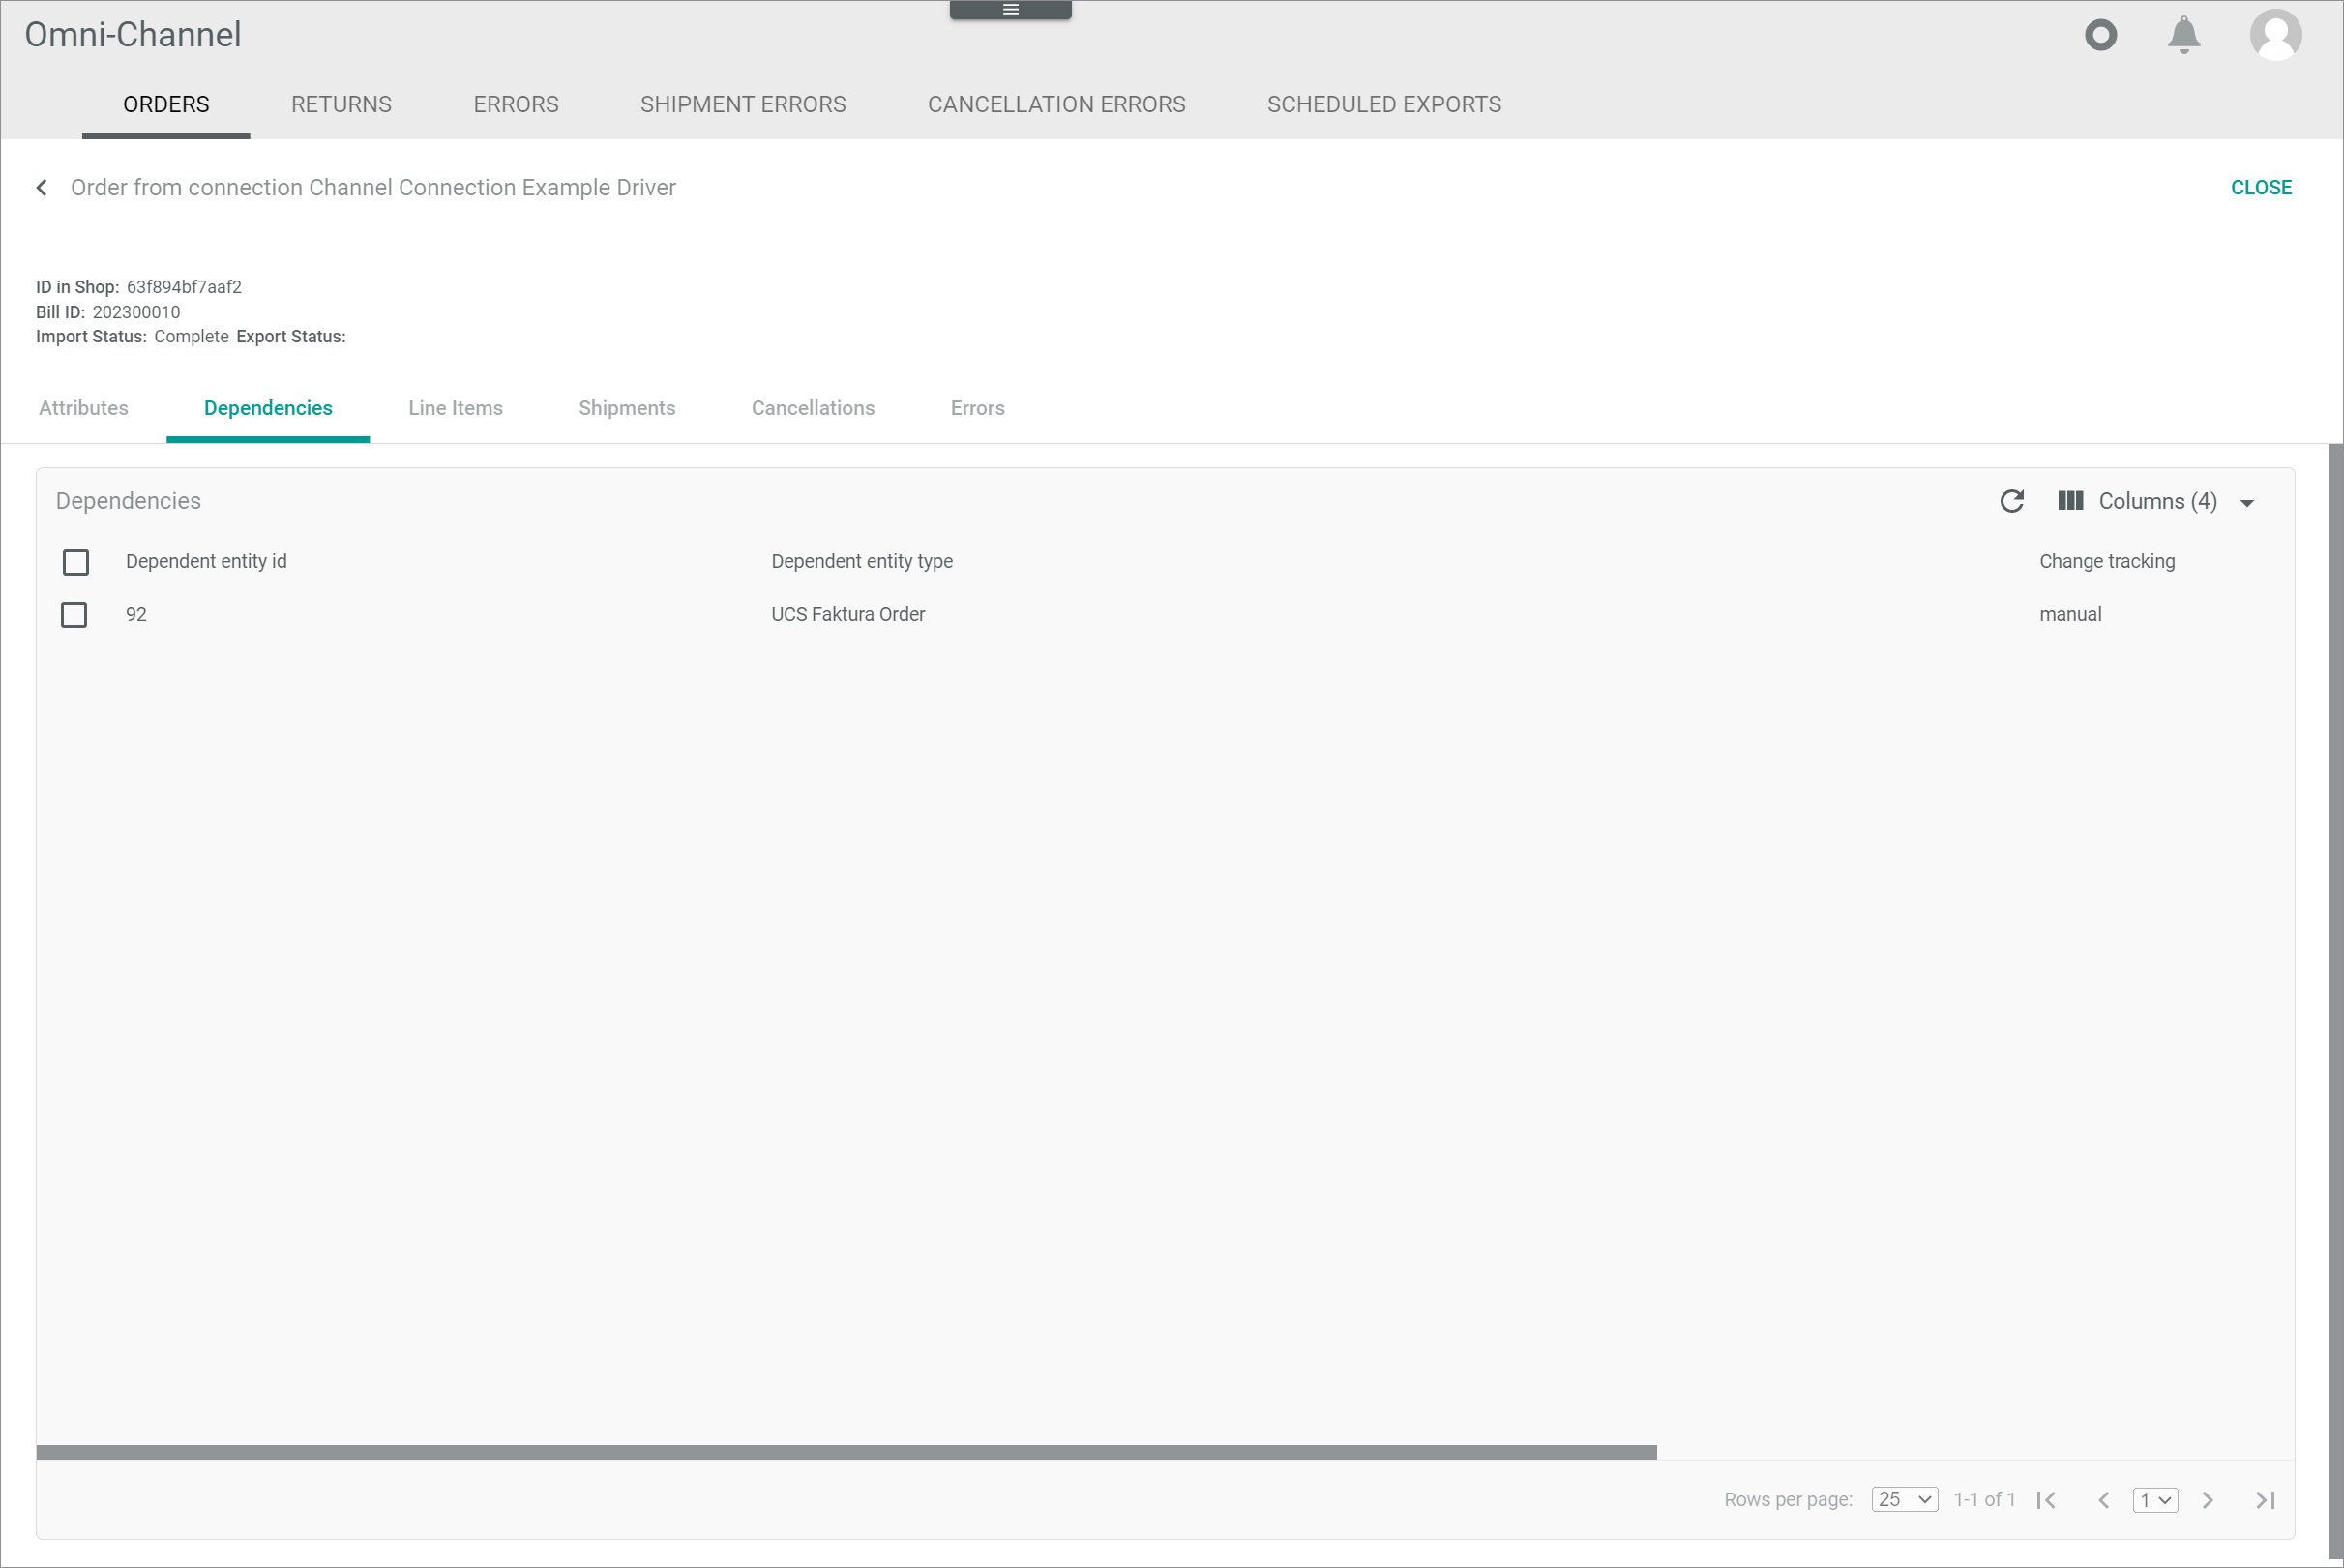 Omni-Channel
ORDERS RETURNS ERRORS SHIPMENT ERRORS CANCELLATION ERRORS SCHEDULED EXPORTS
Order from connection Channel Connection Example Driver CLOSE
ID in Shop: 63f894bf7aaf2
Bill ID: 202300010
Import Status: Complete Export Status:
Attributes Dependencies Line Items Shipments Cancellations Errors
Dependencies Columns (4)
Dependent entity id Dependent entity type Change tracking
92 UCS Faktura Order manual
Rows per page: 25 1-1 of 1 1